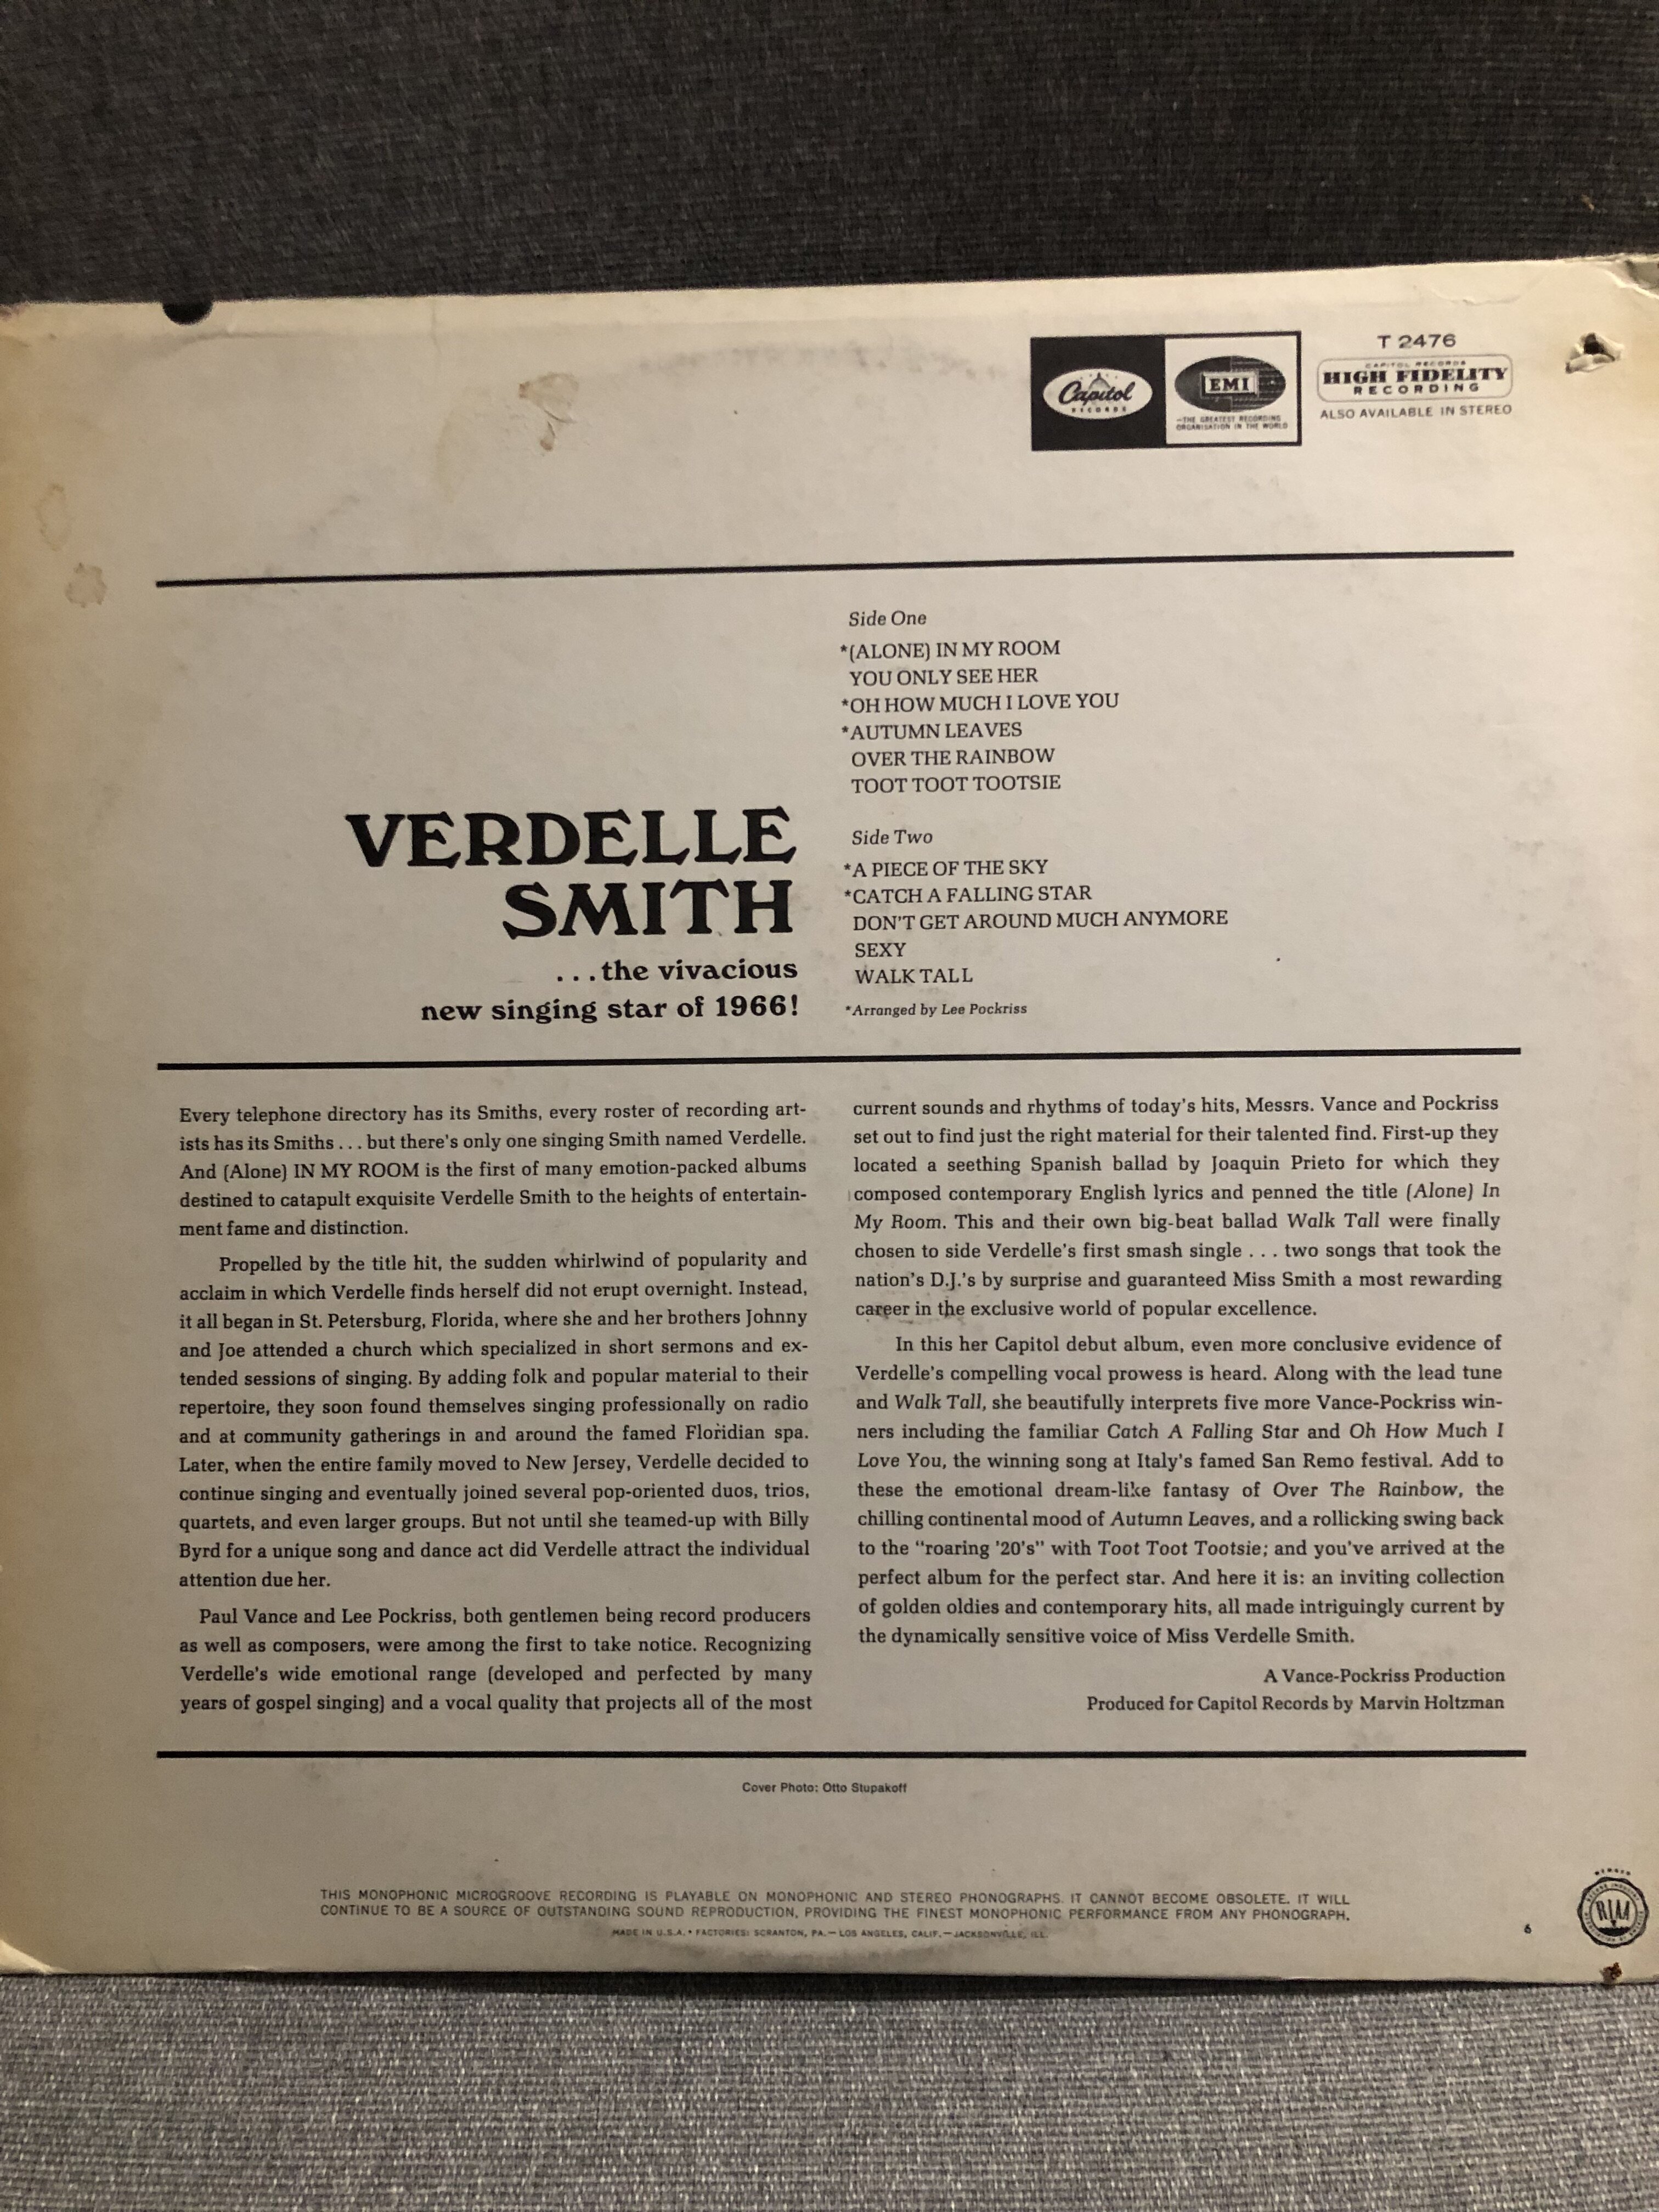 T 2476
CAPITOL RECORDS
HIGH FIDELITY
RECORDING
ALSO AVAILABLE IN STEREO
Capitol
RECORDS
EMI
—THE GREATEST RECORDING
ORGANISATION IN THE WORLD
Side One
*(ALONE) IN MY ROOM
YOU ONLY SEE HER
*OH HOW MUCH I LOVE YOU
*AUTUMN LEAVES
OVER THE RAINBOW
TOOT TOOT TOOTSIE
Side Two
*A PIECE OF THE SKY
*CATCH A FALLING STAR
DON'T GET AROUND MUCH ANYMORE
SEXY
WALK TALL
*Arranged by Lee Pockriss
VERDELLE
SMITH
...the vivacious
new singing star of 1966!
Every telephone directory has its Smiths, every roster of recording art-
ists has its Smiths . . . but there's only one singing Smith named Verdelle.
And (Alone) IN MY ROOM is the first of many emotion-packed albums
destined to catapult exquisite Verdelle Smith to the heights of entertain-
ment fame and distinction.
Propelled by the title hit, the sudden whirlwind of popularity and
acclaim in which Verdelle finds herself did not erupt overnight. Instead,
it all began in St. Petersburg, Florida, where she and her brothers Johnny
and Joe attended a church which specialized in short sermons and ex-
tended sessions of singing. By adding folk and popular material to their
repertoire, they soon found themselves singing professionally on radio
and at community gatherings in and around the famed Floridian spa.
Later, when the entire family moved to New Jersey, Verdelle decided to
continue singing and eventually joined several pop-oriented duos, trios,
quartets, and even larger groups. But not until she teamed-up with Billy
Byrd for a unique song and dance act did Verdelle attract the individual
attention due her.
Paul Vance and Lee Pockriss, both gentlemen being record producers
as well as composers, were among the first to take notice. Recognizing
Verdelle's wide emotional range (developed and perfected by many
years of gospel singing) and a vocal quality that projects all of the most
current sounds and rhythms of today's hits, Messrs. Vance and Pockriss
set out to find just the right material for their talented find. First-up they
located a seething Spanish ballad by Joaquin Prieto for which they
composed contemporary English lyrics and penned the title (Alone) In
My Room. This and their own big-beat ballad Walk Tall were finally
chosen to side Verdelle's first smash single . . . two songs that took the
nation's D.J.'s by surprise and guaranteed Miss Smith a most rewarding
career in the exclusive world of popular excellence.
In this her Capitol debut album, even more conclusive evidence of
Verdelle's compelling vocal prowess is heard. Along with the lead tune
and Walk Tall, she beautifully interprets five more Vance-Pockriss win-
ners including the familiar Catch A Falling Star and Oh How Much I
Love You, the winning song at Italy's famed San Remo festival. Add to
these the emotional dream-like fantasy of Over The Rainbow, the
chilling continental mood of Autumn Leaves, and a rollicking swing back
to the "roaring '20's" with Toot Toot Tootsie; and you've arrived at the
perfect album for the perfect star. And here it is: an inviting collection
of golden oldies and contemporary hits, all made intriguingly current by
the dynamically sensitive voice of Miss Verdelle Smith.
A Vance-Pockriss Production
Produced for Capitol Records by Marvin Holtzman
Cover Photo: Otto Stupakoff
THIS MONOPHONIC MICROGROOVE RECORDING IS PLAYABLE ON MONOPHONIC AND STEREO PHONOGRAPHS. IT CANNOT BECOME OBSOLETE. IT WILL
CONTINUE TO BE A SOURCE OF OUTSTANDING SOUND REPRODUCTION, PROVIDING THE FINEST MONOPHONIC PERFORMANCE FROM ANY PHONOGRAPH.
MADE IN U.S.A. • FACTORIES: SCRANTON, PA.—LOS ANGELES, CALIF.—JACKSONVILLE, ILL.
6
MEMBER
RIAA